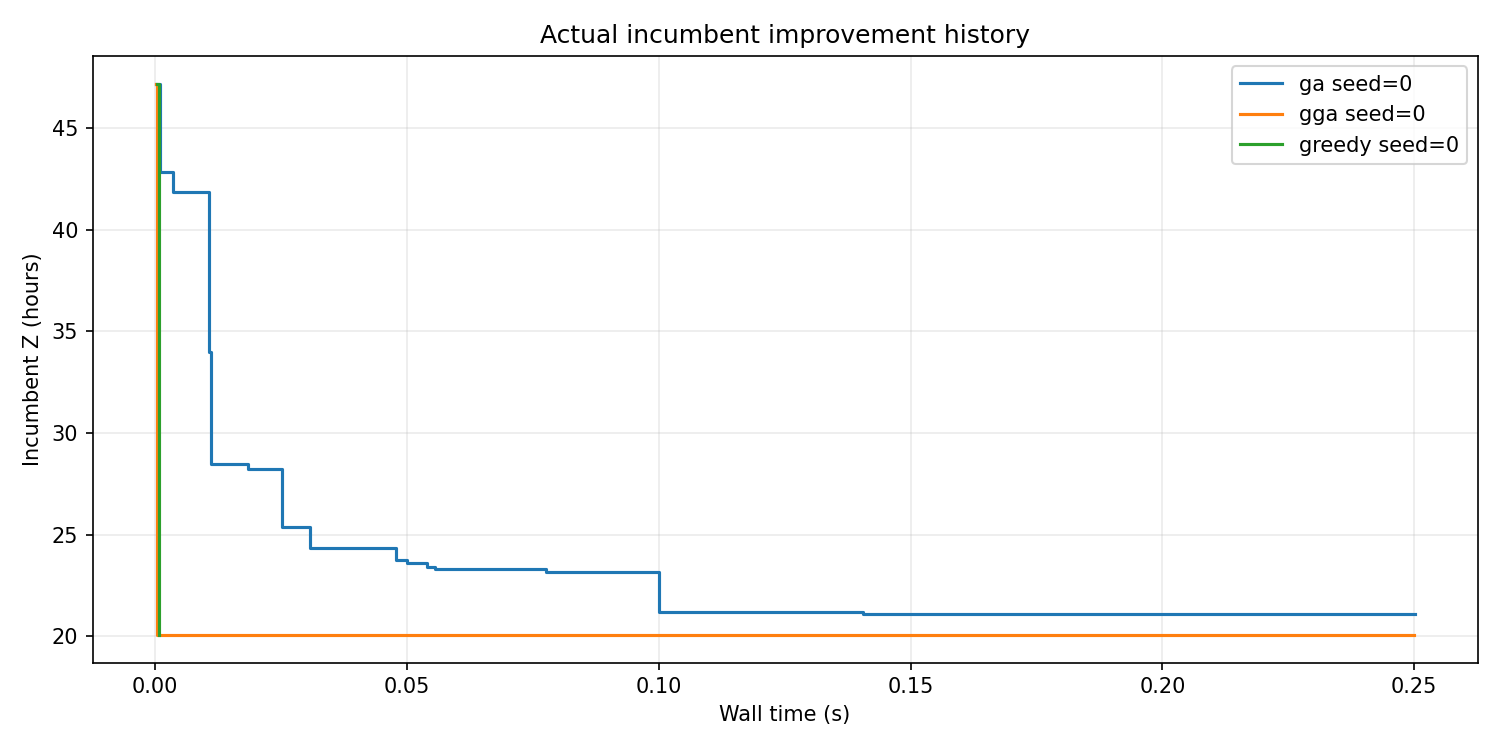 Actual incumbent improvement history
ga seed=0
gga seed=0
greedy seed=0
Incumbent Z (hours)
45
40
35
30
25
20
0.00 0.05 0.10 0.15 0.20 0.25
Wall time (s)